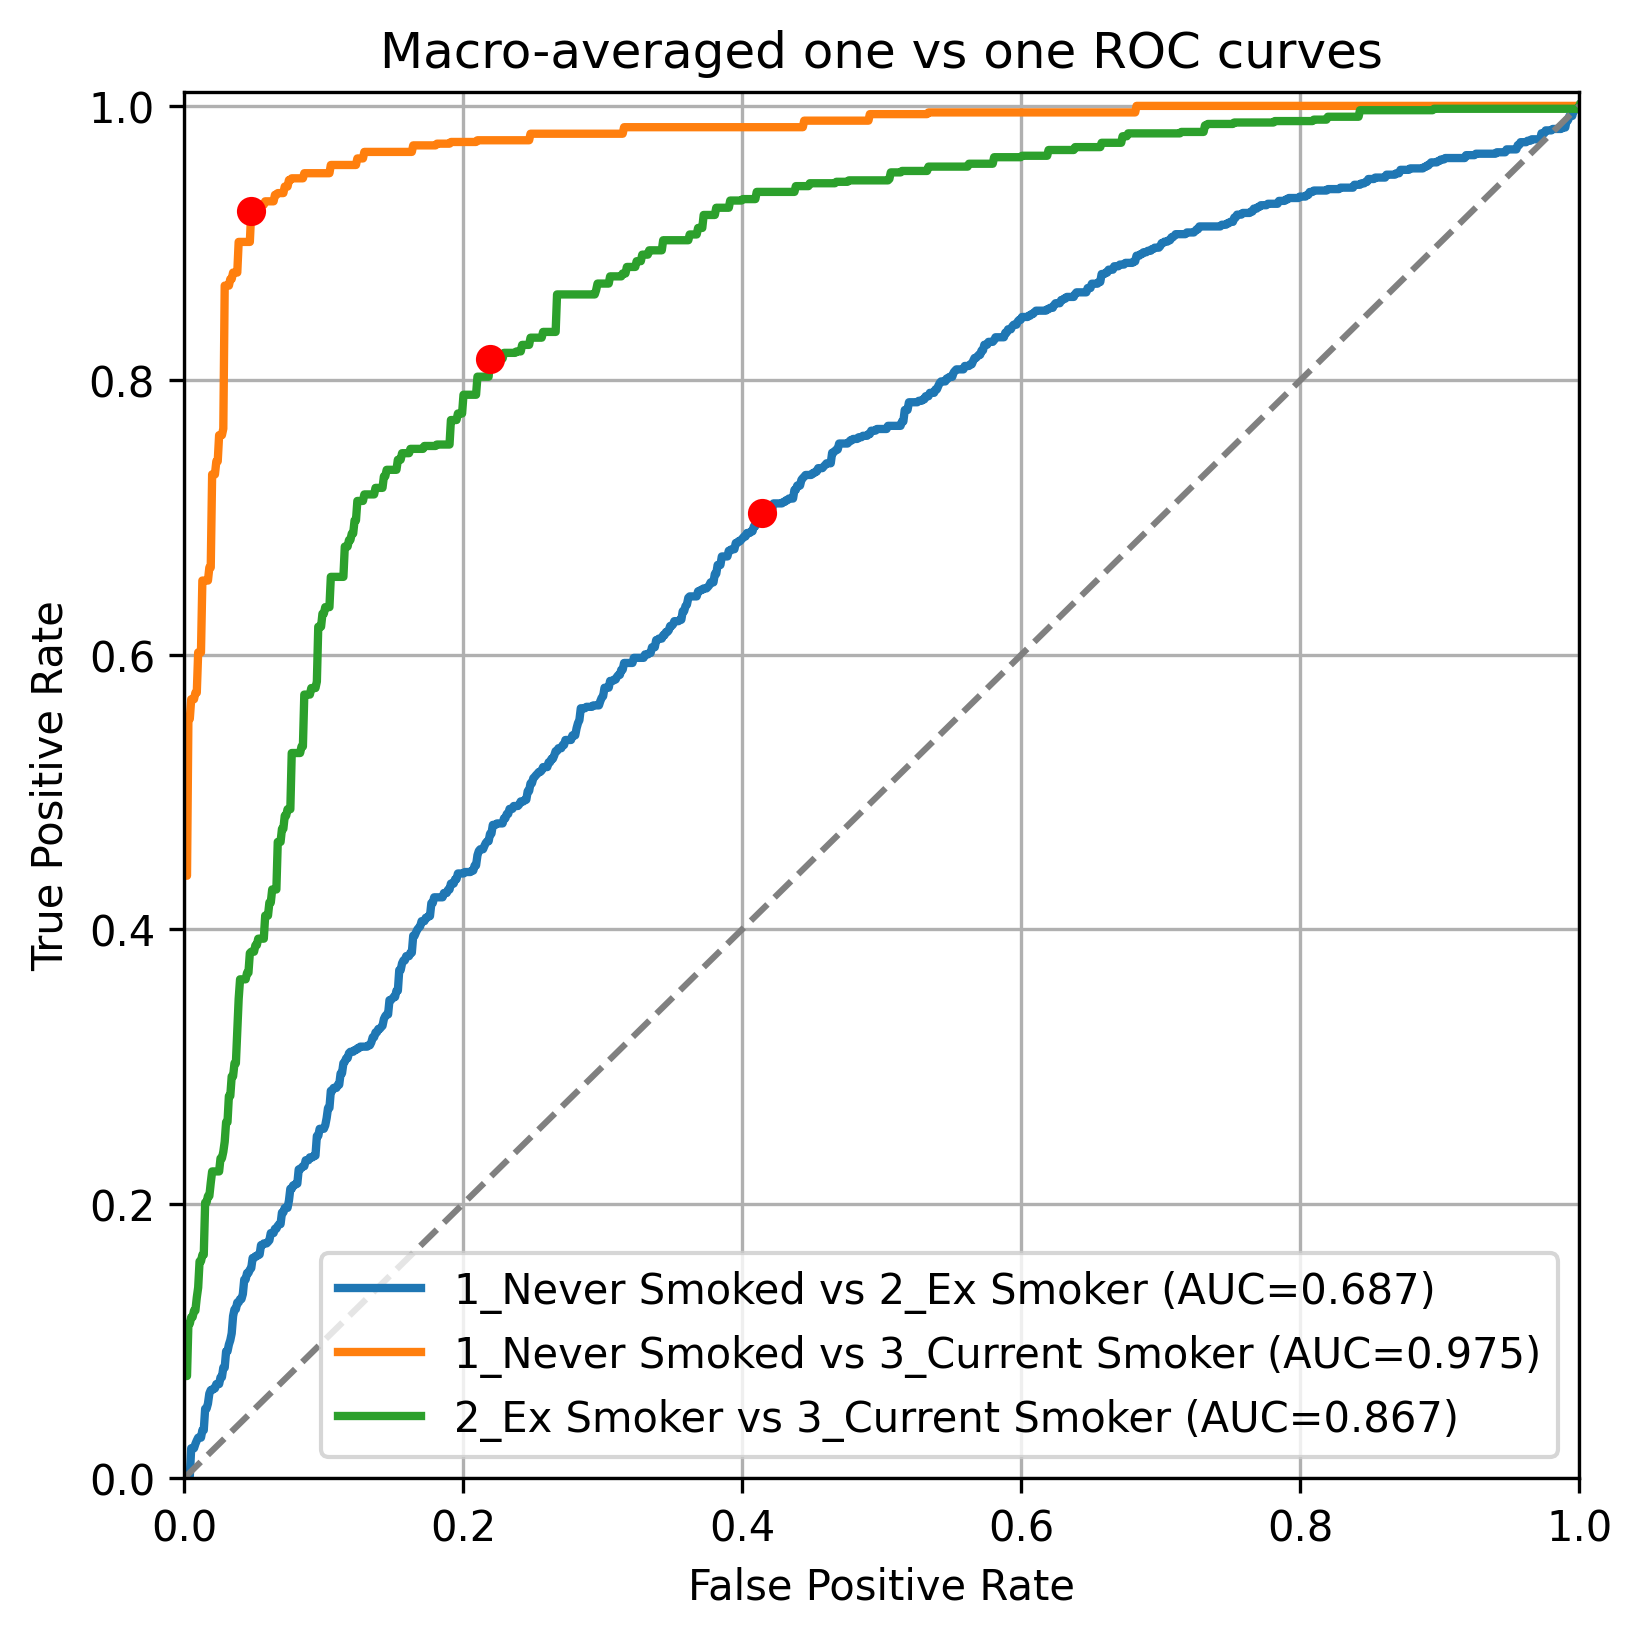 Macro-averaged one vs one ROC curves
1.0
0.8
0.6
0.4
0.2
0.0
True Positive Rate
1_Never Smoked vs 2_Ex Smoker (AUC=0.687)
1_Never Smoked vs 3_Current Smoker (AUC=0.975)
2_Ex Smoker vs 3_Current Smoker (AUC=0.867)
0.0 0.2 0.4 0.6 0.8 1.0
False Positive Rate